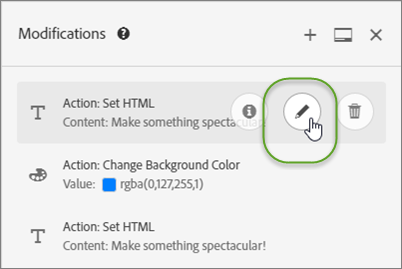 Modifications ?
Action: Set HTML
Content: Make something spectacular
Action: Change Background Color
Value: rgba(0,127,255,1)
Action: Set HTML
Content: Make something spectacular!